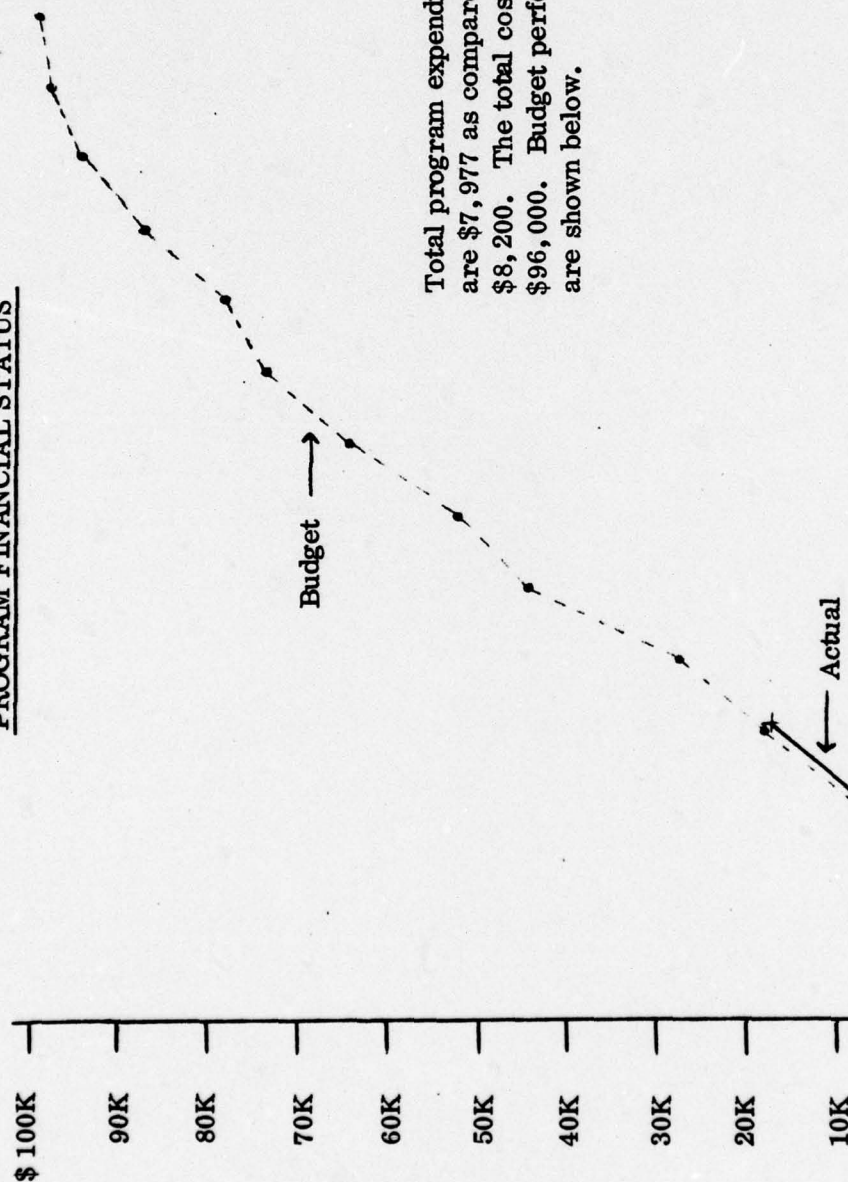 PROGRAM FINANCIAL STATUS
$ 100K
90K
80K
70K
60K
50K
40K
30K
20K
10K
Budget
Actual
Total program expend
are $7,977 as compar
$8,200. The total cos
$96,000. Budget perf
are shown below.